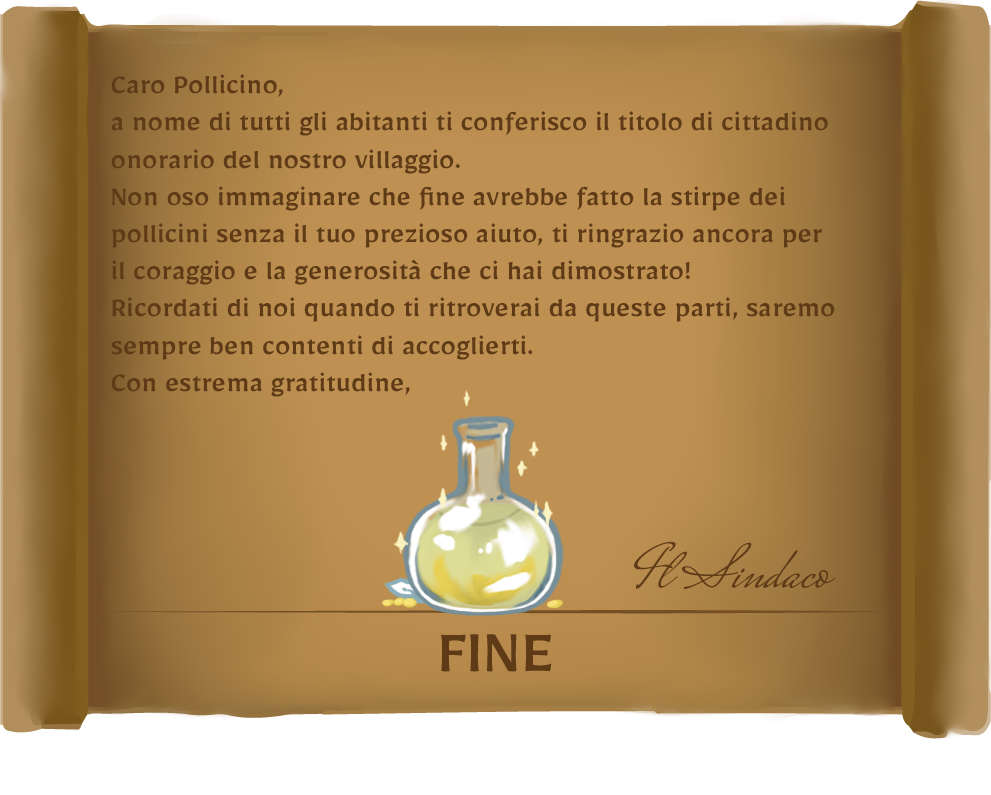 Caro Pollicino,
a nome di tutti gli abitanti ti conferisco il titolo di cittadino
onorario del nostro villaggio.
Non oso immaginare che fine avrebbe fatto la stirpe dei
pollicini senza il tuo prezioso aiuto, ti ringrazio ancora per
il coraggio e la generosità che ci hai dimostrato!
Ricordati di noi quando ti ritroverai da queste parti, saremo
sempre ben contenti di accoglierti.
Con estrema gratitudine,
Il Sindaco
FINE